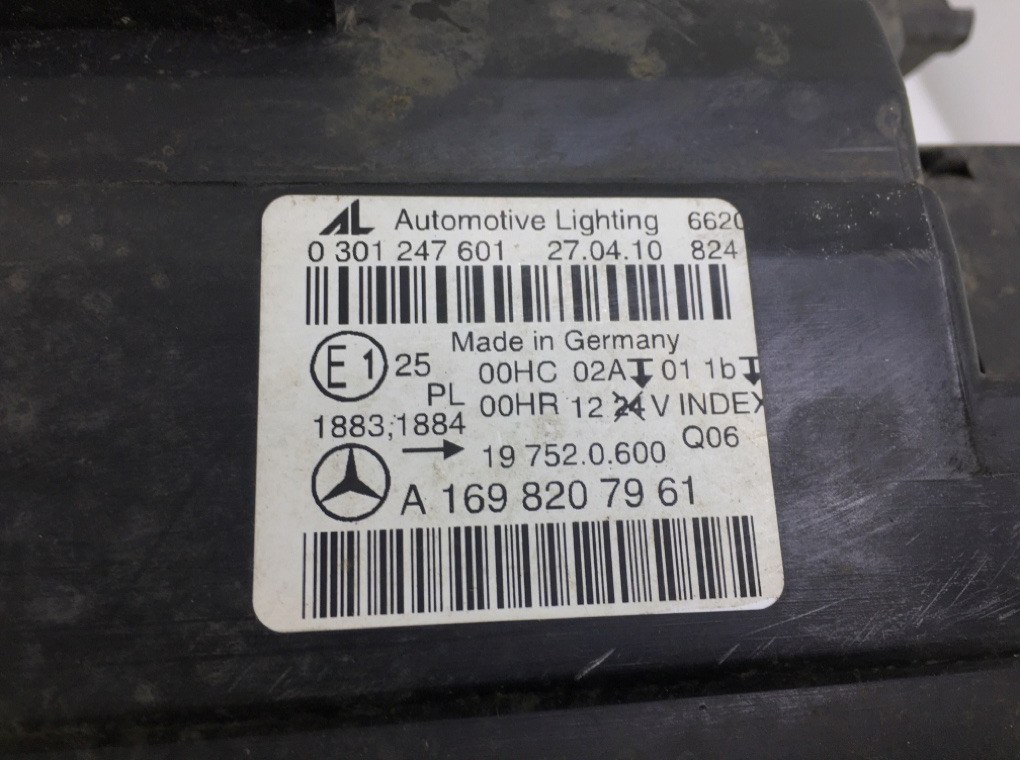 AL Automotive Lighting 6620
0 301 247 601 27.04.10 824
Made in Germany
E1 25 00HC 02A 01 1b
PL 00HR 12 24 V INDEX
1883;1884 Q06
19 752.0.600
A 169 820 79 61